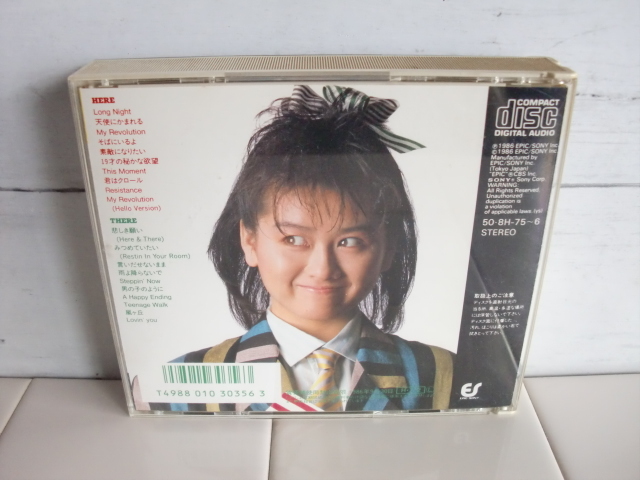 HERE
Long Night
天使にかまれる
My Revolution
そばにいるよ
素敵になりたい
19才の秘かな欲望
This Moment
君はクロール
Resistance
My Revolution
(Hello Version)
THERE
悲しき願い
(Here & There)
みつめていたい
(Restin In Your Room)
言いだせないまま
雨よ降らないで
Steppin' Now
男の子のように
A Happy Ending
Teenage Walk
嵐ヶ丘
Lovin' you
T4988 010 30356 3
COMPACT
disc
DIGITAL AUDIO
Ⓟ1986 EPIC/SONY Inc.
©1986 EPIC/SONY Inc.
Manufactured by
EPIC/SONY Inc.
(Tokyo Japan)
"EPIC" CBS Inc.
SONY® Sony Corp.
WARNING
All Rights Reserved.
Unauthorized
duplication is
a violation
of applicable laws.
50·8H-75~6
STEREO
取扱上のご注意
ES